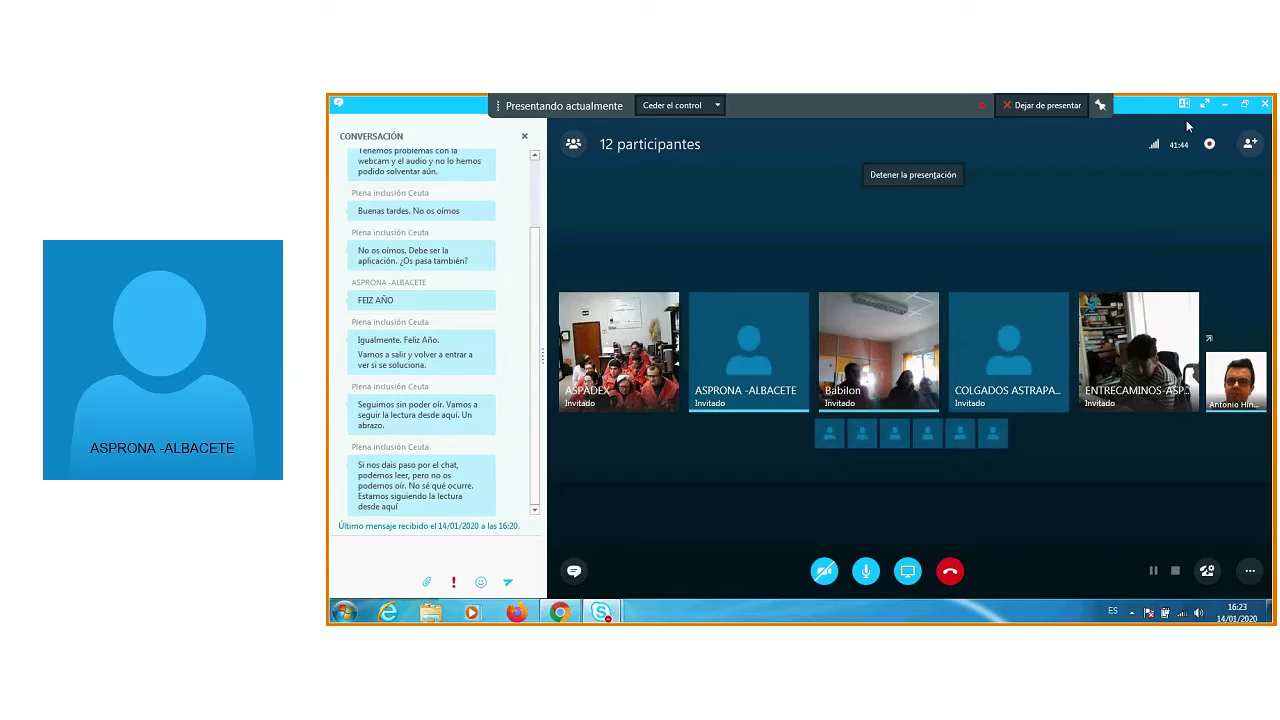 ASPRONA -ALBACETE
Presentando actualmente
Ceder el control
Dejar de presentar
CONVERSACIÓN
Tenemos problemas con la
webcam y el audio y no lo hemos
podido solventar aún.
Plena inclusión Ceuta
Buenas tardes. No os oímos
Plena inclusión Ceuta
No os oímos. Debe ser la
aplicación. ¿Os pasa también?
ASPRONA -ALBACETE
FEIZ AÑO
Plena inclusión Ceuta
Igualmente. Feliz Año.
Vamos a salir y volver a entrar a
ver si se soluciona.
Plena inclusión Ceuta
Seguimos sin poder oír. Vamos a
seguir la lectura desde aquí. Un
abrazo.
Plena inclusión Ceuta
Si nos dais paso por el chat,
podemos leer, pero no os
podemos oír. No sé qué ocurre.
Estamos siguiendo la lectura
desde aquí
Último mensaje recibido el 14/01/2020 a las 16:20.
12 participantes
41:44
Detener la presentación
ASPADEX
Invitado
ASPRONA -ALBACETE
Invitado
Babilon
Invitado
COLGADOS ASTRAPA...
Invitado
ENTRECAMINOS-ASP...
Invitado
Antonio Hin...
ES
16:23
14/01/2020